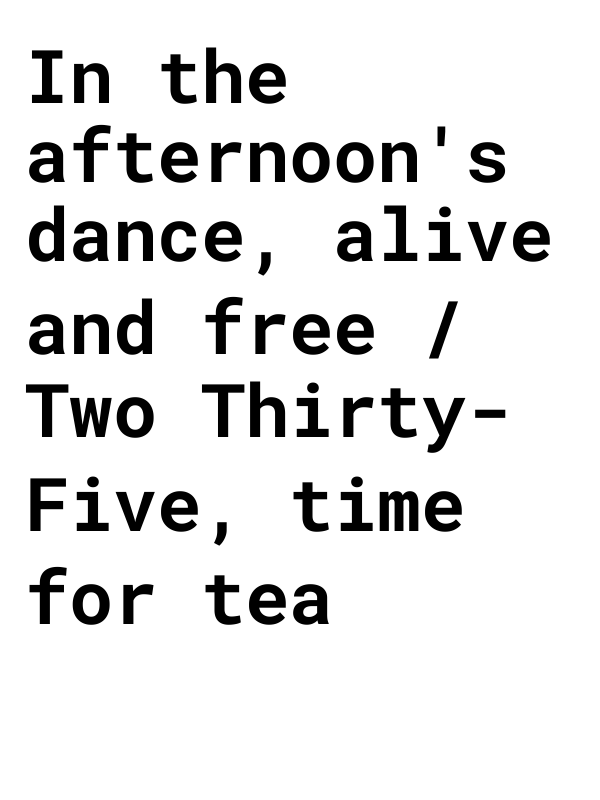 In the
afternoon's
dance, alive
and free /
Two Thirty-
Five, time
for tea